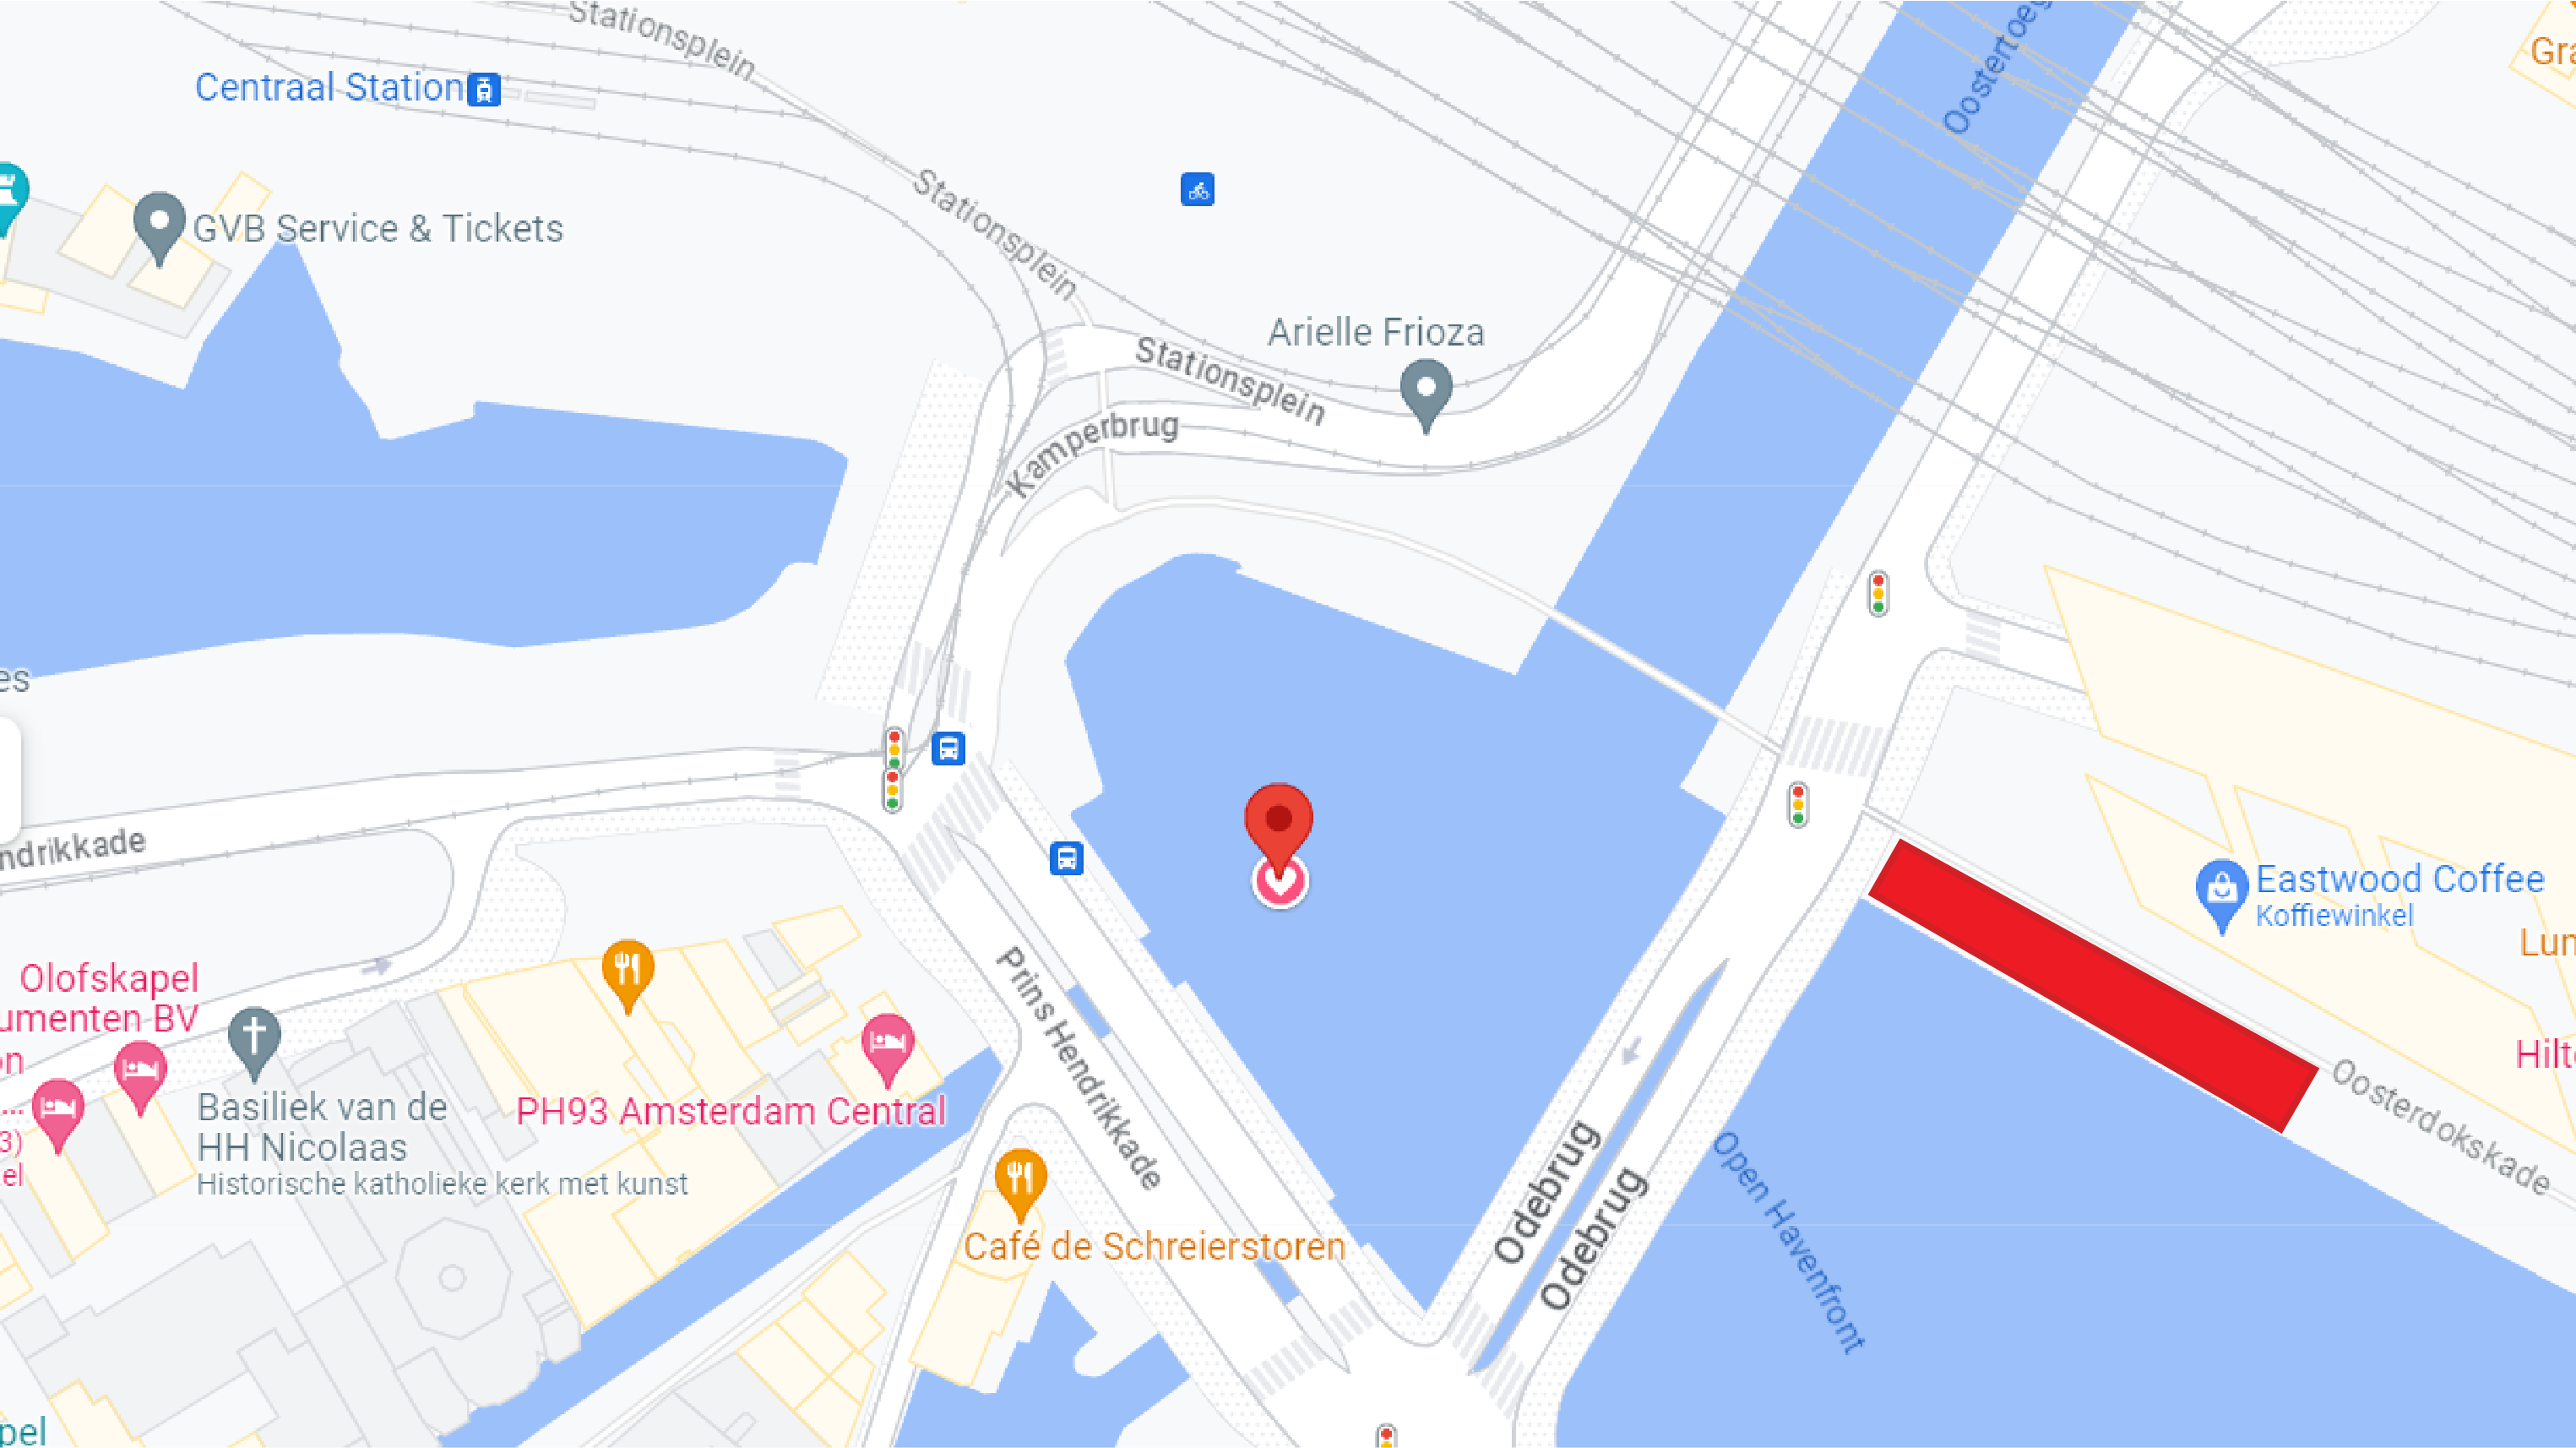 Stationsplein
Oostertoeg
Gra
Centraal Station
Stationsplein
GVB Service & Tickets
Arielle Frioza
Stationsplein
Kamperbrug
es
ndrikkade
Eastwood Coffee
Koffiewinkel
Lun
Olofskapel
umenten BV
on
Prins Hendrikkade
Hilt
Oosterdokskade
...
3)
el
Basiliek van de
HH Nicolaas
Historische katholieke kerk met kunst
PH93 Amsterdam Central
Café de Schreierstoren
Odebrug
Odebrug
Open Havenfront
pel